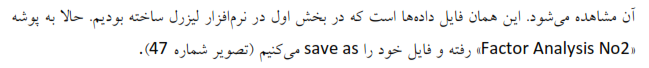 آن مشاهده می‌شود. این همان فایل داده‌ها است که در بخش اول در نرم‌افزار لیزرل ساخته بودیم. حالا به پوشه
«Factor Analysis No2» رفته و فایل خود را save as می‌کنیم (تصویر شماره 47).